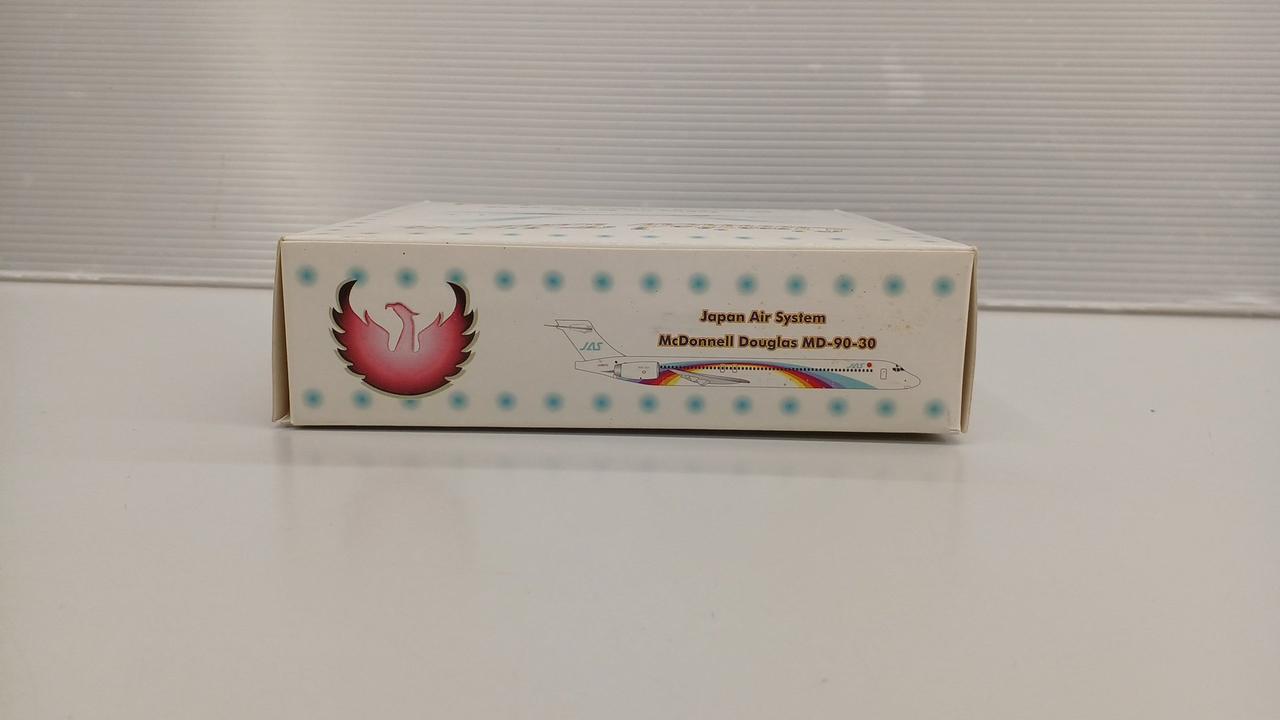 Japan Air System
McDonnell Douglas MD-90-30
JAS
JAS